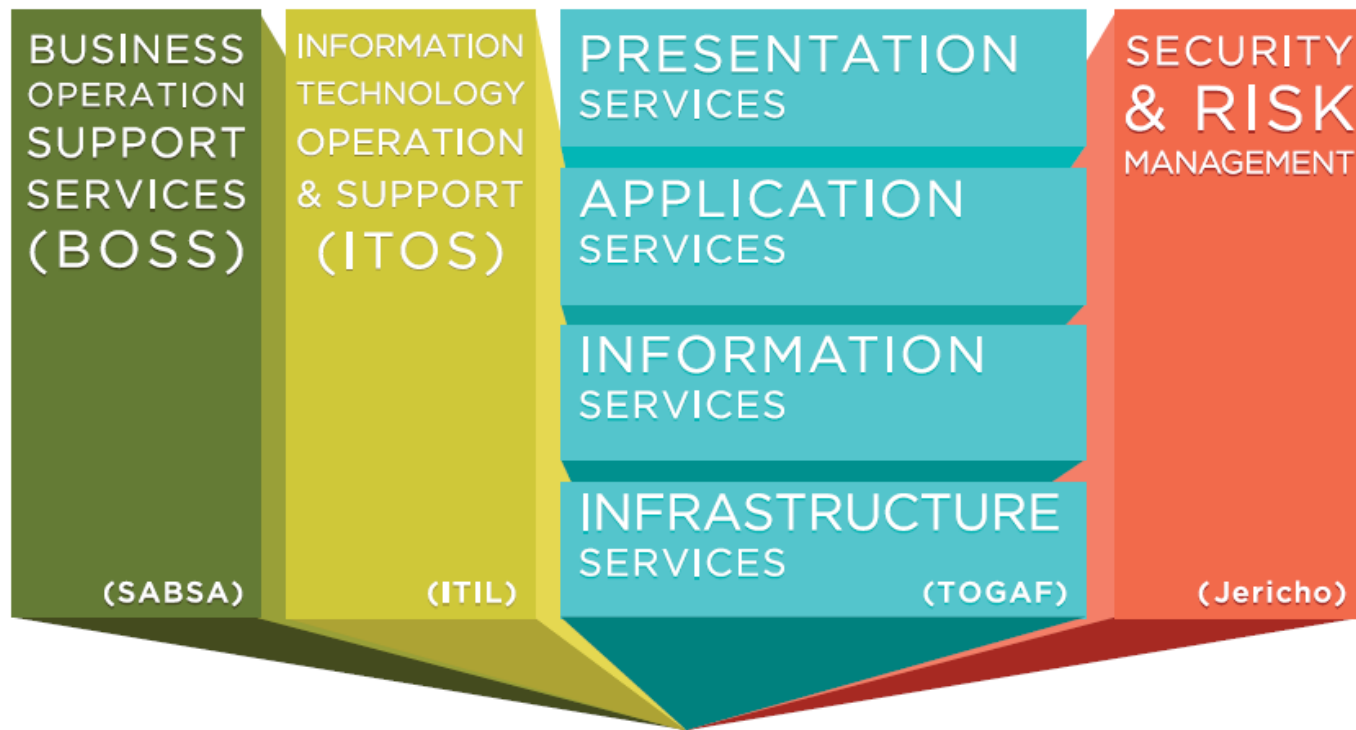 BUSINESS
OPERATION
SUPPORT
SERVICES
(BOSS)
(SABSA)
INFORMATION
TECHNOLOGY
OPERATION
& SUPPORT
(ITOS)
(ITIL)
PRESENTATION
SERVICES
APPLICATION
SERVICES
INFORMATION
SERVICES
INFRASTRUCTURE
SERVICES
(TOGAF)
SECURITY
& RISK
MANAGEMENT
(Jericho)